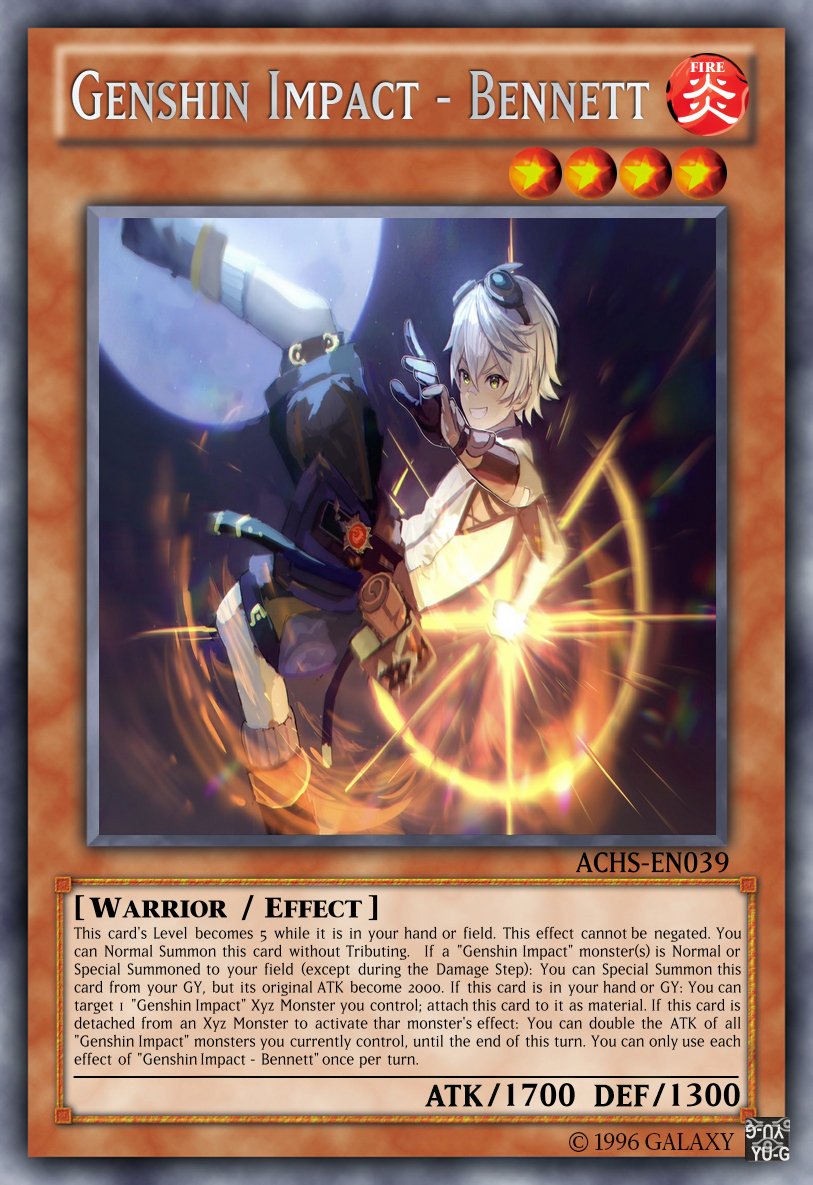 Genshin Impact - Bennett
FIRE
炎
ACHS-EN039
[ Warrior / Effect ]
This card's Level becomes 5 while it is in your hand or field. This effect cannot be negated. You
can Normal Summon this card without Tributing. If a "Genshin Impact" monster(s) is Normal or
Special Summoned to your field (except during the Damage Step): You can Special Summon this
card from your GY, but its original ATK become 2000. If this card is in your hand or GY: You can
target 1 "Genshin Impact" Xyz Monster you control; attach this card to it as material. If this card is
detached from an Xyz Monster to activate thar monster's effect: You can double the ATK of all
"Genshin Impact" monsters you currently control, until the end of this turn. You can only use each
effect of "Genshin Impact - Bennett" once per turn.
ATK/1700 DEF/1300
© 1996 GALAXY
YU-G
YU-G